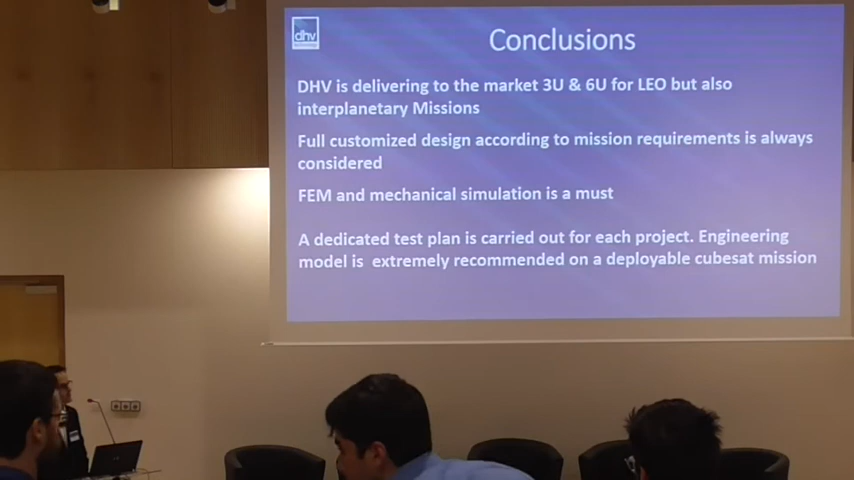 dhv
Conclusions
DHV is delivering to the market 3U & 6U for LEO but also
interplanetary Missions
Full customized design according to mission requirements is always
considered
FEM and mechanical simulation is a must
A dedicated test plan is carried out for each project. Engineering
model is extremely recommended on a deployable cubesat mission